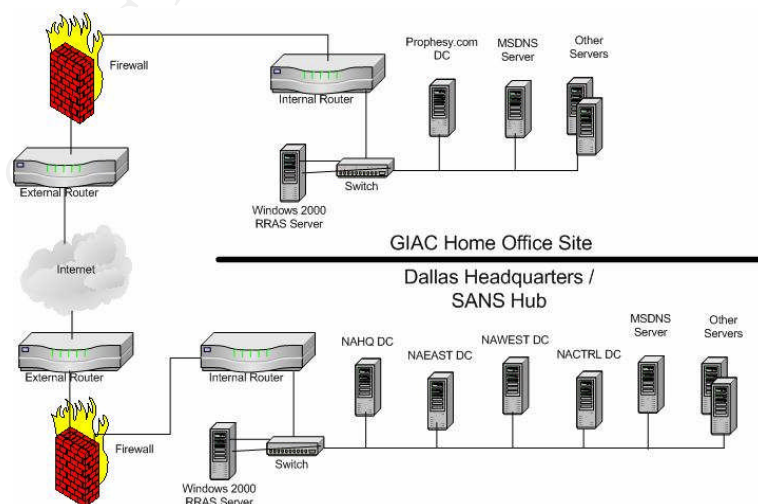 Firewall
Internal Router
Prophesy.com
DC
MSDNS
Server
Other
Servers
External Router
Switch
Windows 2000
RRAS Server
GIAC Home Office Site
Internet
Dallas Headquarters /
SANS Hub
External Router
Internal Router
NAHQ DC
NAEAST DC
NAWEST DC
NACTRL DC
MSDNS
Server
Other
Servers
Firewall
Switch
Windows 2000
RRAS Server